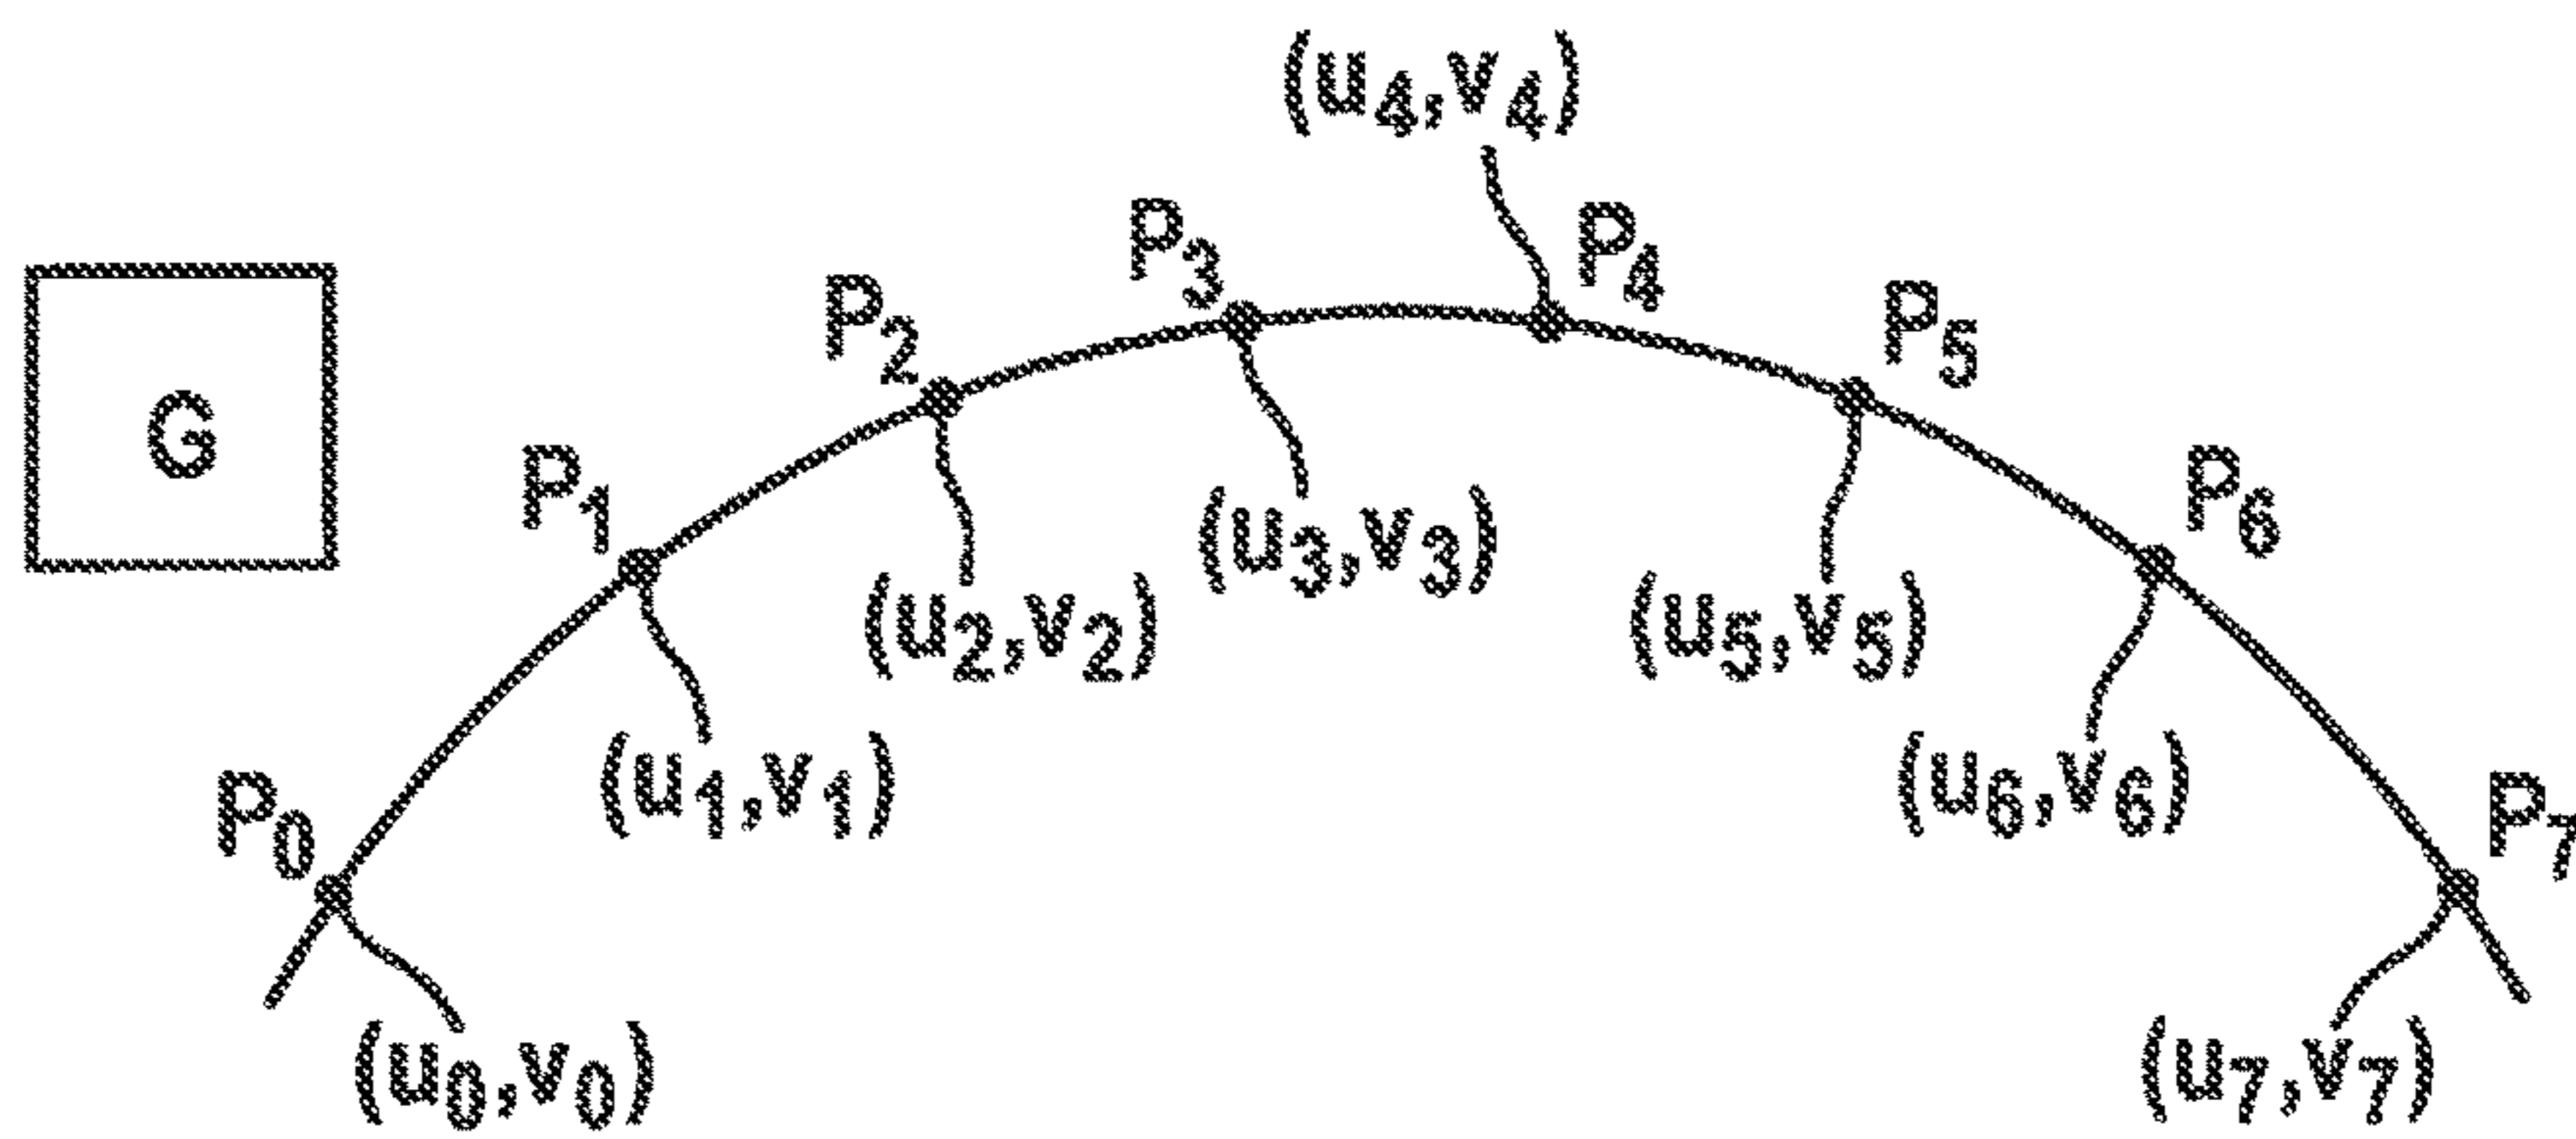 (u4,v4)
P3
P4
P2
P5
G
P1
P6
(u3,v3)
(u2,v2)
(u5,v5)
(u1,v1)
(u6,v6)
P0
P7
(u0,v0)
(u7,v7)